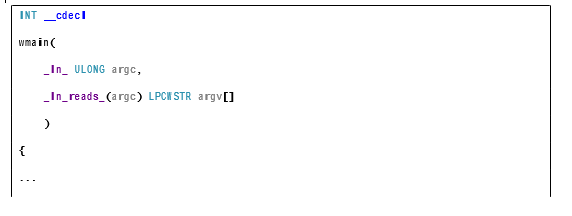 INT __cdecl
wmain(
_In_ ULONG argc,
_In_reads_(argc) LPCWSTR argv[]
)
{
...